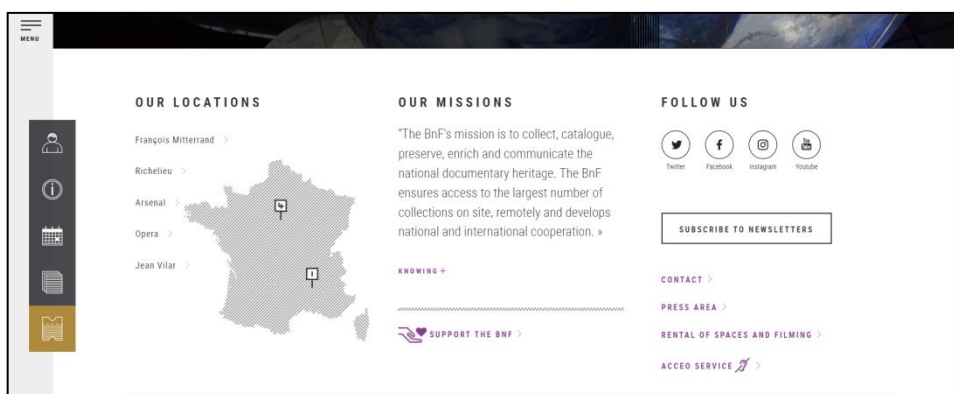 MENU
OUR LOCATIONS
François Mitterrand >
Richelieu >
Arsenal >
Opera >
Jean Vilar >
4
1
OUR MISSIONS
"The BnF's mission is to collect, catalogue,
preserve, enrich and communicate the
national documentary heritage. The BnF
ensures access to the largest number of
collections on site, remotely and develops
national and international cooperation. »
KNOWING +
SUPPORT THE BNF >
FOLLOW US
Twitter
Facebook
Instagram
Youtube
SUBSCRIBE TO NEWSLETTERS
CONTACT >
PRESS AREA >
RENTAL OF SPACES AND FILMING >
ACCEO SERVICE >